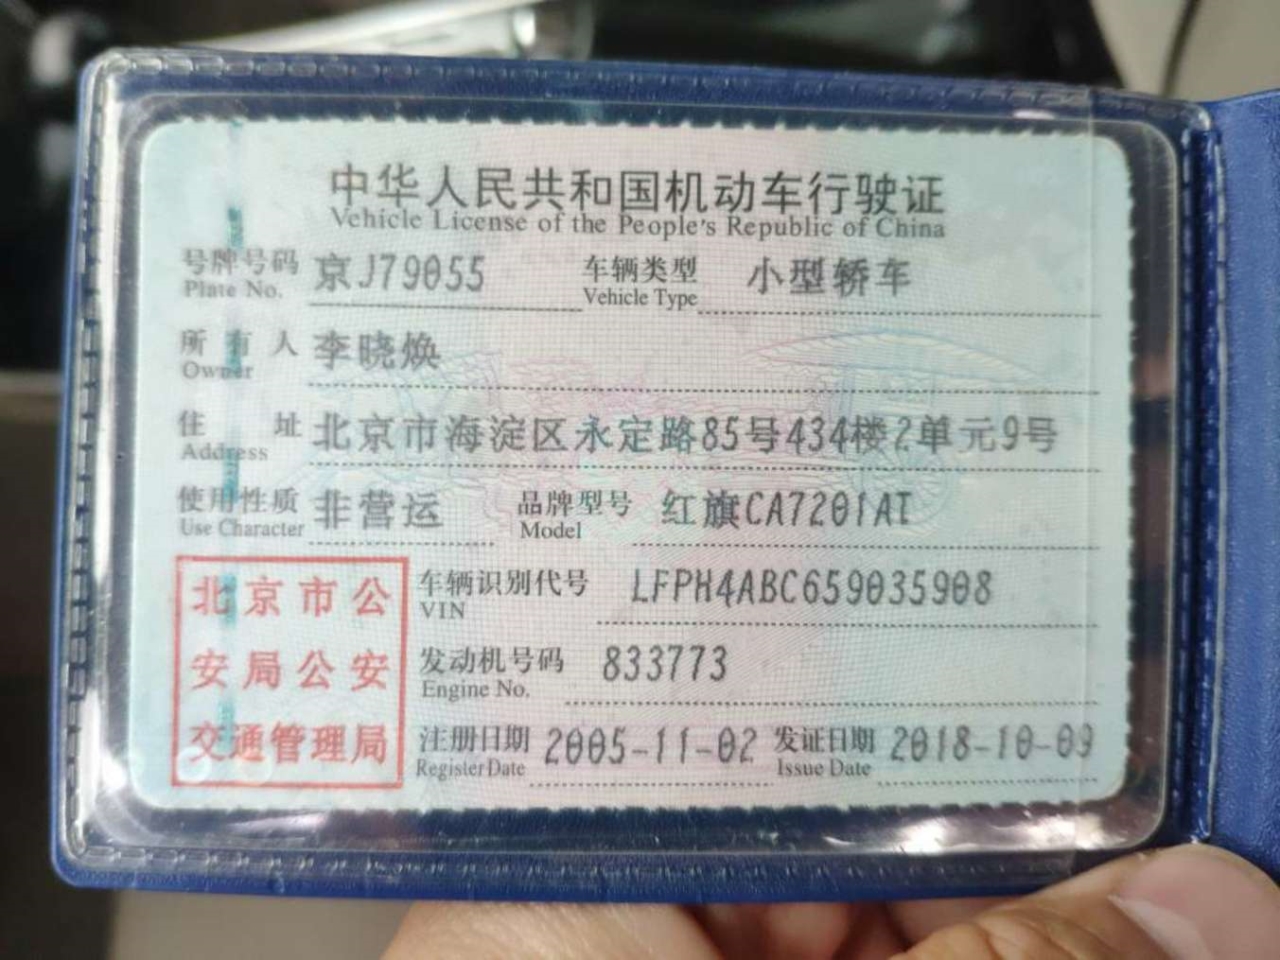 中华人民共和国机动车行驶证
Vehicle License of the People's Republic of China
号牌号码 京J79055 车辆类型 小型轿车
Plate No. Vehicle Type
所有人 李晓焕
Owner
住址 北京市海淀区永定路85号434楼2单元9号
Address
使用性质 非营运 品牌型号 红旗CA7201AT
Use Character Model
北京市公
安局公安
交通管理局
车辆识别代号 LFPH4ABC659035908
VIN
发动机号码 833773
Engine No.
注册日期 2005-11-02 发证日期 2018-10-09
Register Date Issue Date